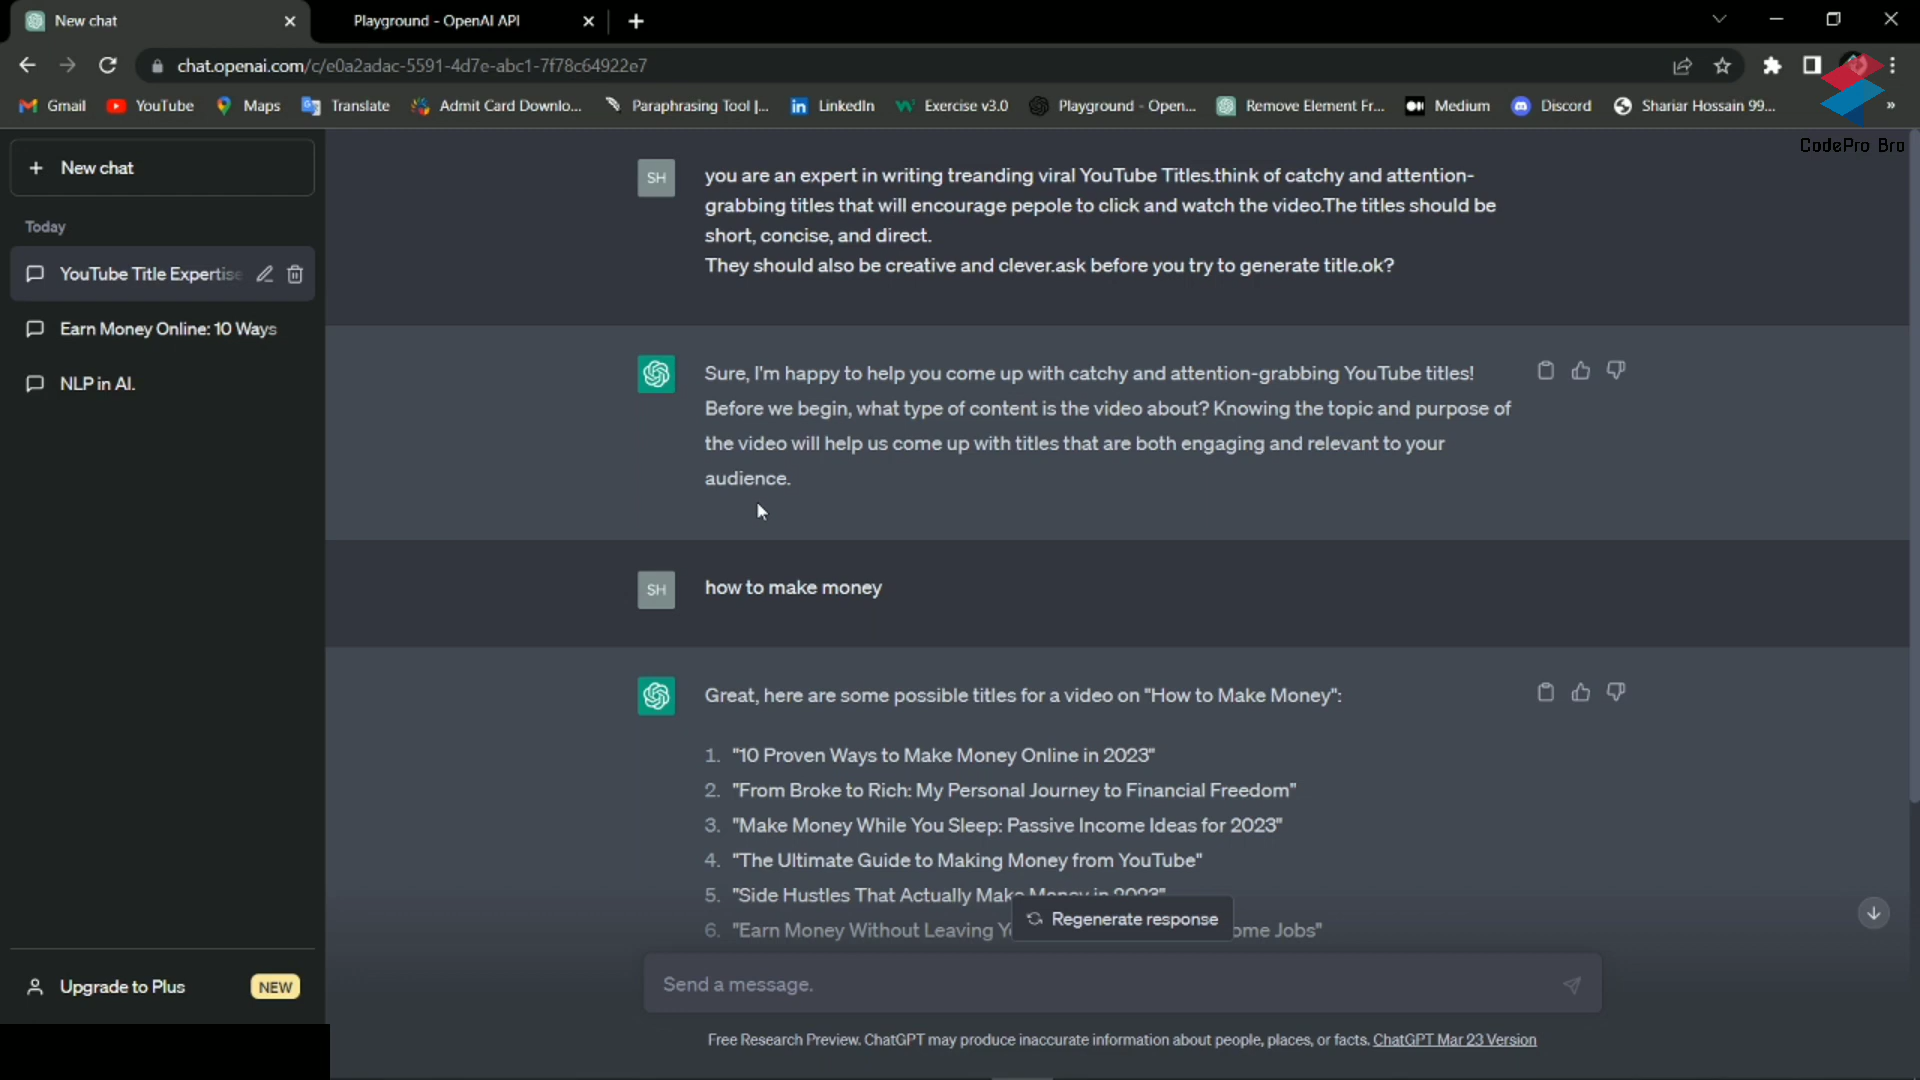 New chat
Playground - OpenAI API
chat.openai.com/c/e0a2adac-5591-4d7e-abc1-7f78c64922e7
Gmail YouTube Maps Translate Admit Card Downlo... Paraphrasing Tool |... LinkedIn Exercise v3.0 Playground - Open... Remove Element Fr... Medium Discord Shariar Hossain 99... »
CodePro Bro
+ New chat
Today
YouTube Title Expertise
Earn Money Online: 10 Ways
NLP in AI.
Upgrade to Plus NEW
SH
you are an expert in writing treanding viral YouTube Titles.think of catchy and attention-
grabbing titles that will encourage pepole to click and watch the video.The titles should be
short, concise, and direct.
They should also be creative and clever.ask before you try to generate title.ok?
Sure, I'm happy to help you come up with catchy and attention-grabbing YouTube titles!
Before we begin, what type of content is the video about? Knowing the topic and purpose of
the video will help us come up with titles that are both engaging and relevant to your
audience.
SH
how to make money
Great, here are some possible titles for a video on "How to Make Money":
1. "10 Proven Ways to Make Money Online in 2023"
2. "From Broke to Rich: My Personal Journey to Financial Freedom"
3. "Make Money While You Sleep: Passive Income Ideas for 2023"
4. "The Ultimate Guide to Making Money from YouTube"
5. "Side Hustles That Actually Make Money in 2023"
6. "Earn Money Without Leaving ome Jobs"
Regenerate response
Send a message.
Free Research Preview. ChatGPT may produce inaccurate information about people, places, or facts. ChatGPT Mar 23 Version